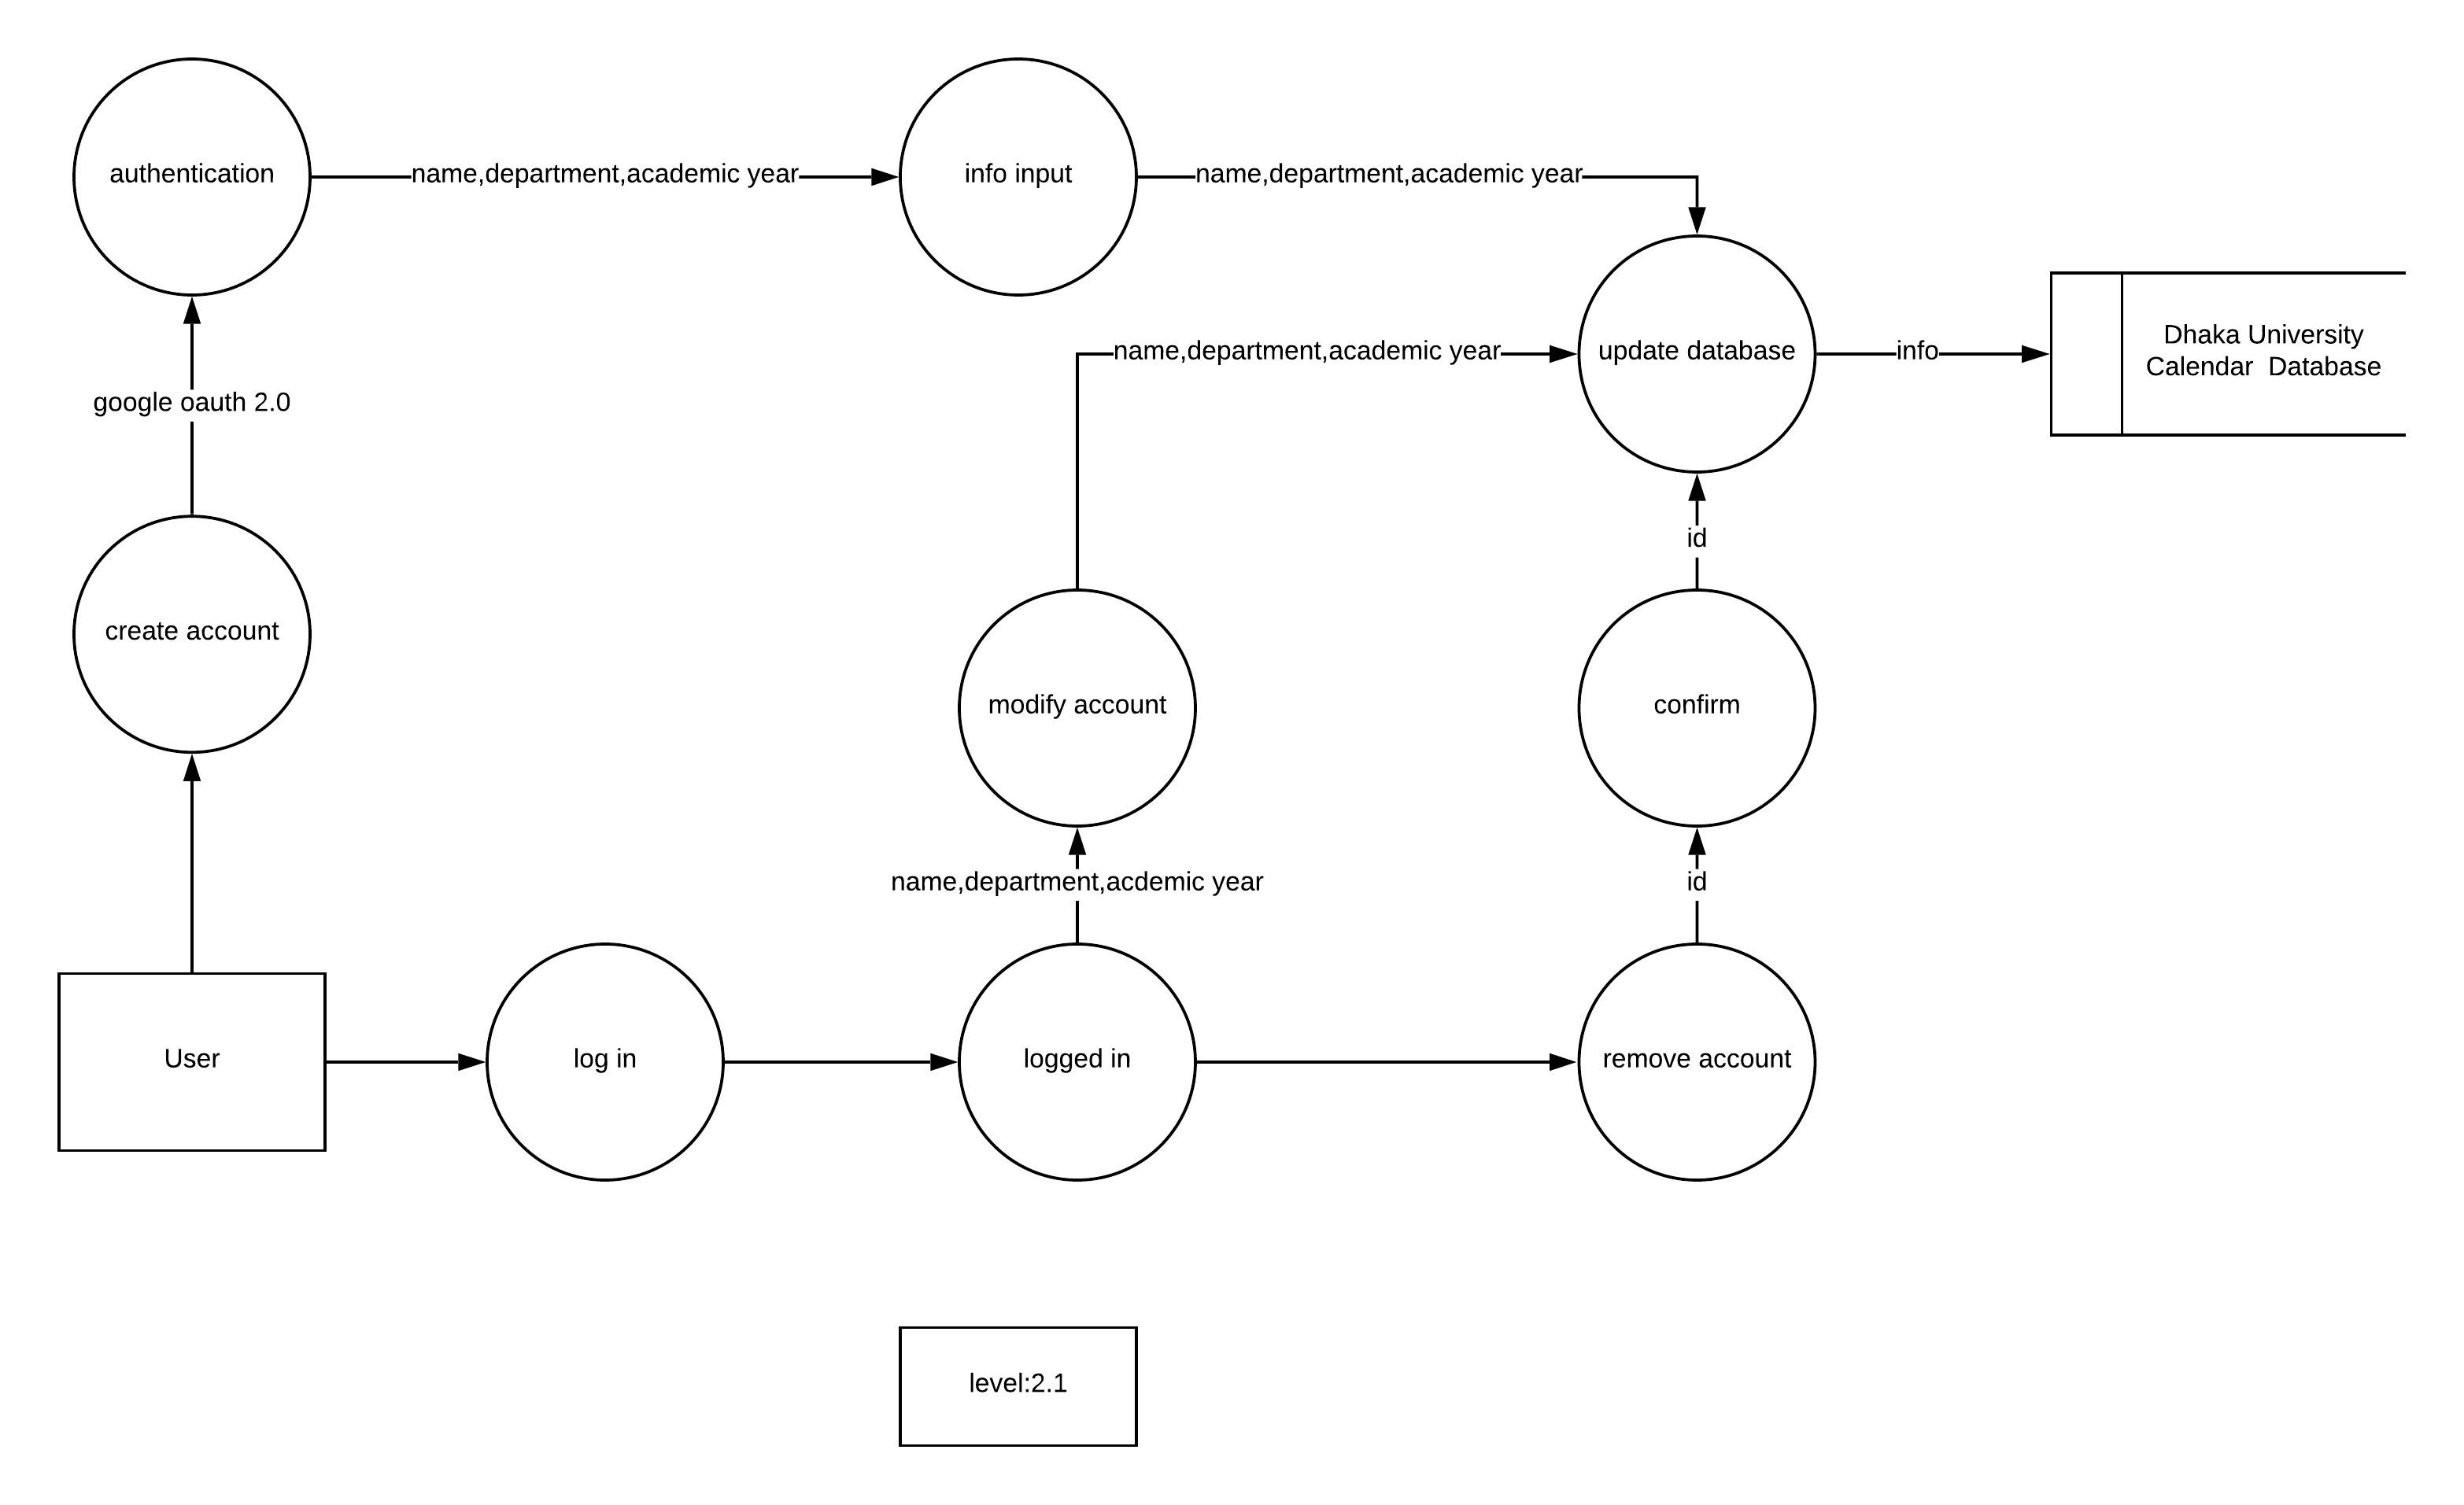 authentication
name,department,academic year
info input
name,department,academic year
name,department,academic year
update database
info
Dhaka University
Calendar  Database
google oauth 2.0
id
create account
modify account
confirm
name,department,acdemic year
id
User
log in
logged in
remove account
level:2.1